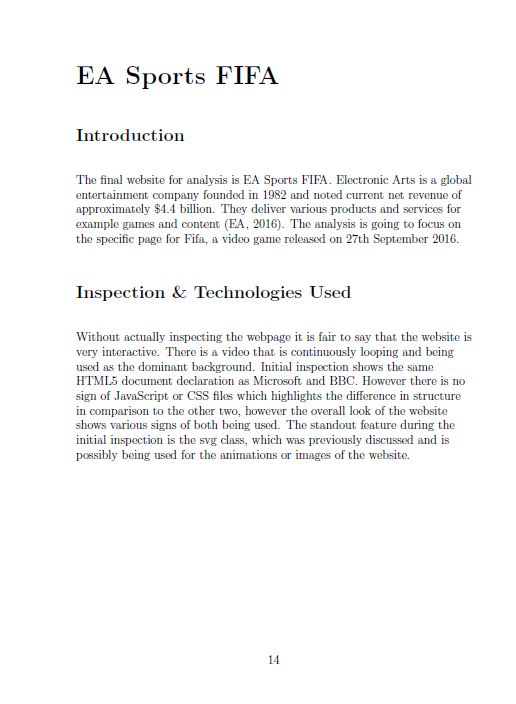 EA Sports FIFA
Introduction
The final website for analysis is EA Sports FIFA. Electronic Arts is a global
entertainment company founded in 1982 and noted current net revenue of
approximately $4.4 billion. They deliver various products and services for
example games and content (EA, 2016). The analysis is going to focus on
the specific page for Fifa, a video game released on 27th September 2016.
Inspection & Technologies Used
Without actually inspecting the webpage it is fair to say that the website is
very interactive. There is a video that is continuously looping and being
used as the dominant background. Initial inspection shows the same
HTML5 document declaration as Microsoft and BBC. However there is no
sign of JavaScript or CSS files which highlights the difference in structure
in comparison to the other two, however the overall look of the website
shows various signs of both being used. The standout feature during the
initial inspection is the svg class, which was previously discussed and is
possibly being used for the animations or images of the website.
14